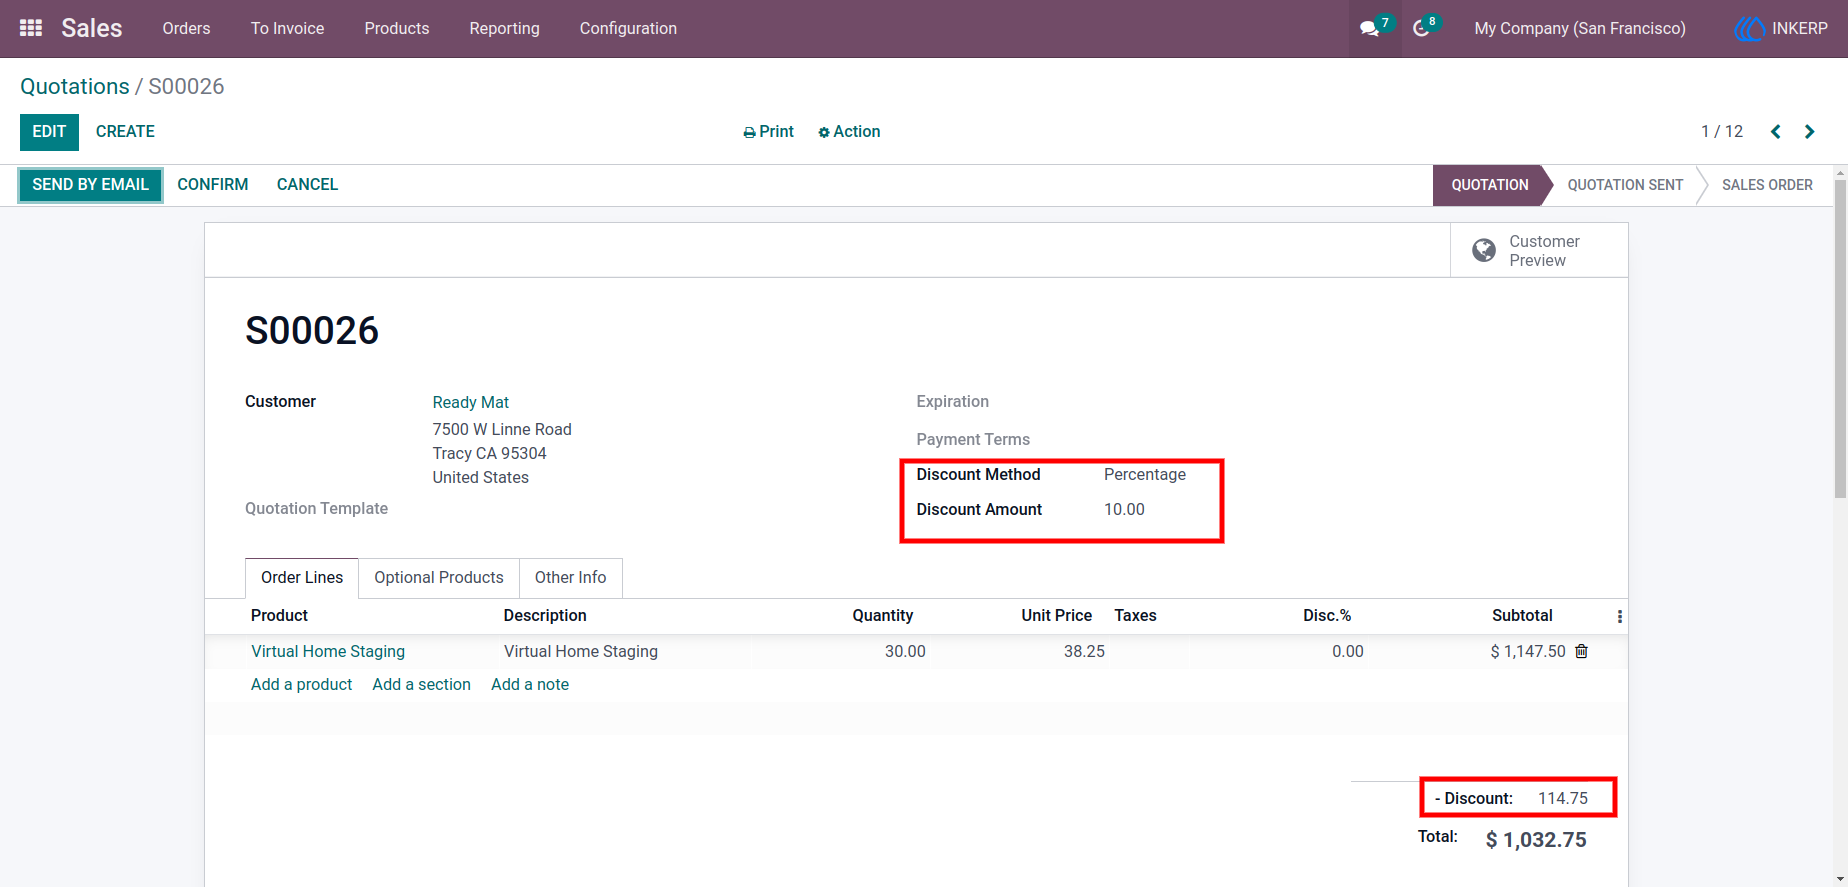 Sales Orders To Invoice Products Reporting Configuration 7 8 My Company (San Francisco) INKERP
Quotations / S00026
EDIT CREATE Print Action 1 / 12
SEND BY EMAIL CONFIRM CANCEL QUOTATION QUOTATION SENT SALES ORDER
Customer
Preview
S00026
Customer Ready Mat Expiration
7500 W Linne Road
Payment Terms
Tracy CA 95304
Discount Method Percentage
United States
Quotation Template Discount Amount 10.00
Order Lines Optional Products Other Info
Product Description Quantity Unit Price Taxes Disc.% Subtotal
Virtual Home Staging Virtual Home Staging 30.00 38.25 0.00 $ 1,147.50
Add a product Add a section Add a note
- Discount: 114.75
Total: $ 1,032.75